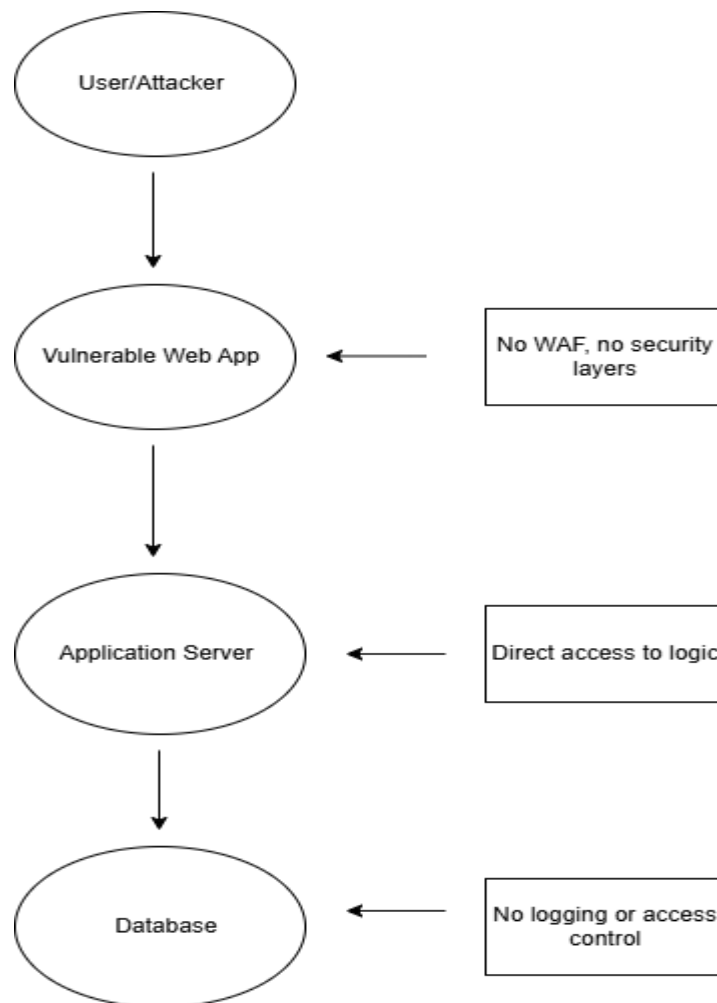 User/Attacker
Vulnerable Web App
No WAF, no security
layers
Application Server
Direct access to logic
Database
No logging or access
control